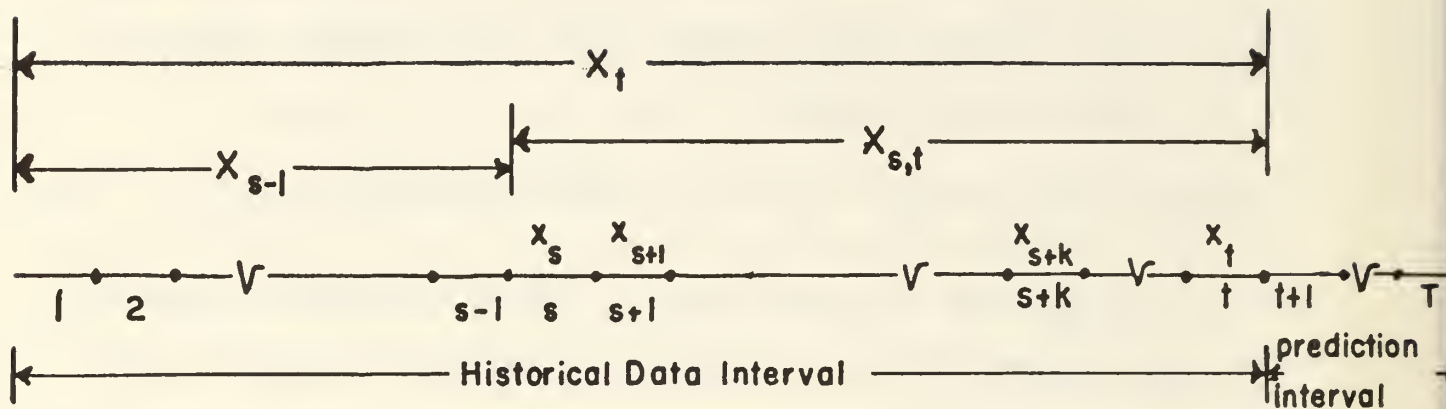 X_t
X_{s-1} X_{s,t}
x_s x_{s+1} x_{s+k} x_t
1 2 s-1 s s+1 s+k t t+1 T
Historical Data Interval prediction
interval